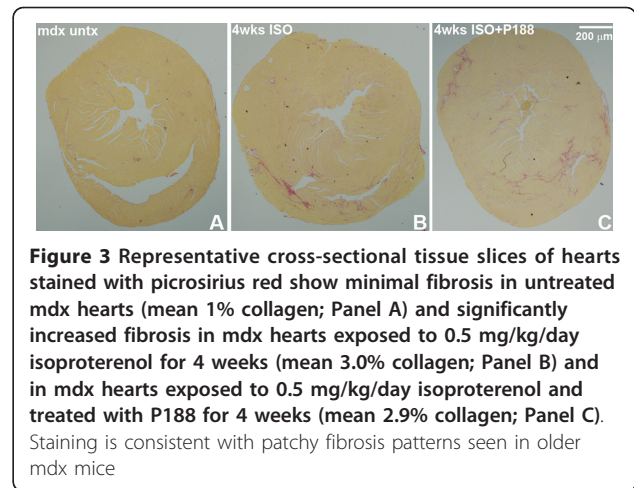 mdx untx
4wks ISO
4wks ISO+P188
200 μm
A
B
C
Figure 3 Representative cross-sectional tissue slices of hearts
stained with picrosirius red show minimal fibrosis in untreated
mdx hearts (mean 1% collagen; Panel A) and significantly
increased fibrosis in mdx hearts exposed to 0.5 mg/kg/day
isoproterenol for 4 weeks (mean 3.0% collagen; Panel B) and
in mdx hearts exposed to 0.5 mg/kg/day isoproterenol and
treated with P188 for 4 weeks (mean 2.9% collagen; Panel C).
Staining is consistent with patchy fibrosis patterns seen in older
mdx mice